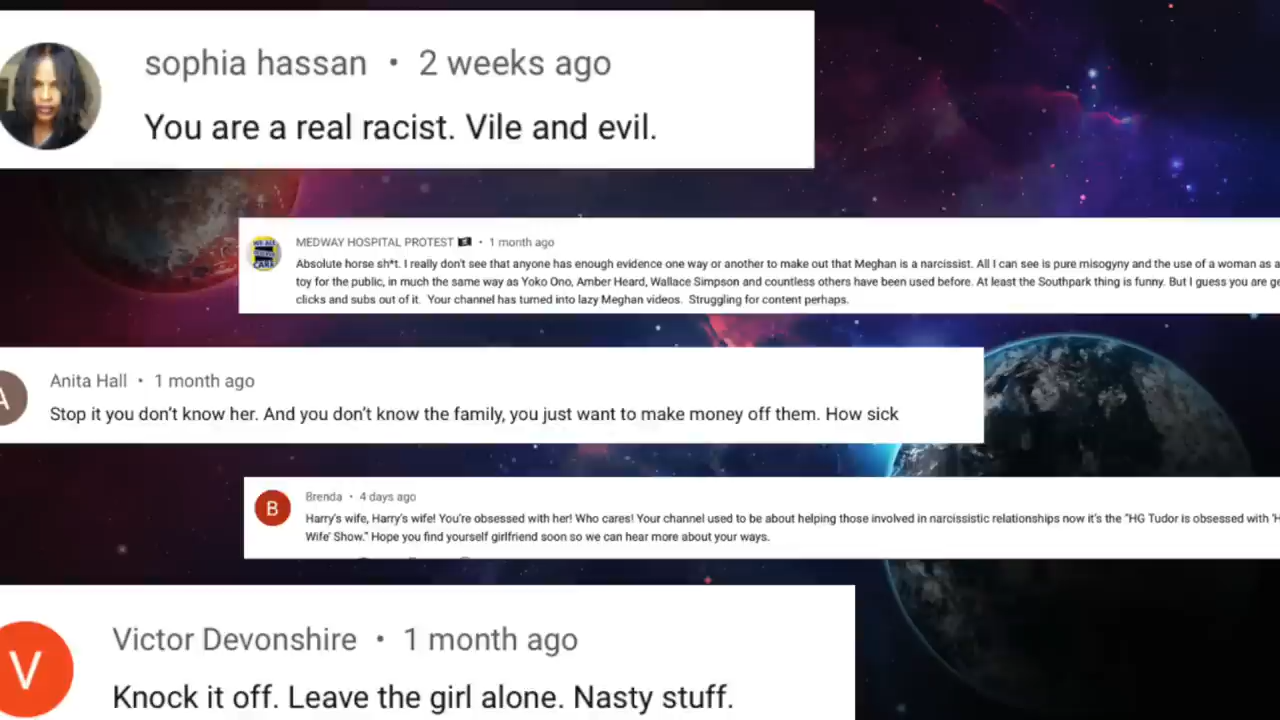 sophia hassan • 2 weeks ago
You are a real racist. Vile and evil.
MEDWAY HOSPITAL PROTEST 🏴 • 1 month ago
Absolute horse sh*t. I really don't see that anyone has enough evidence one way or another to make out that Meghan is a narcissist. All I can see is pure misogyny and the use of a woman as a
toy for the public, in much the same way as Yoko Ono, Amber Heard, Wallace Simpson and countless others have been used before. At least the Southpark thing is funny. But I guess you are ge
clicks and subs out of it. Your channel has turned into lazy Meghan videos. Struggling for content perhaps.
A
Anita Hall • 1 month ago
Stop it you don't know her. And you don't know the family, you just want to make money off them. How sick
B
Brenda • 4 days ago
Harry's wife, Harry's wife! You're obsessed with her! Who cares! Your channel used to be about helping those involved in narcissistic relationships now it's the "HG Tudor is obsessed with
Wife' Show." Hope you find yourself girlfriend soon so we can hear more about your ways.
V
Victor Devonshire • 1 month ago
Knock it off. Leave the girl alone. Nasty stuff.